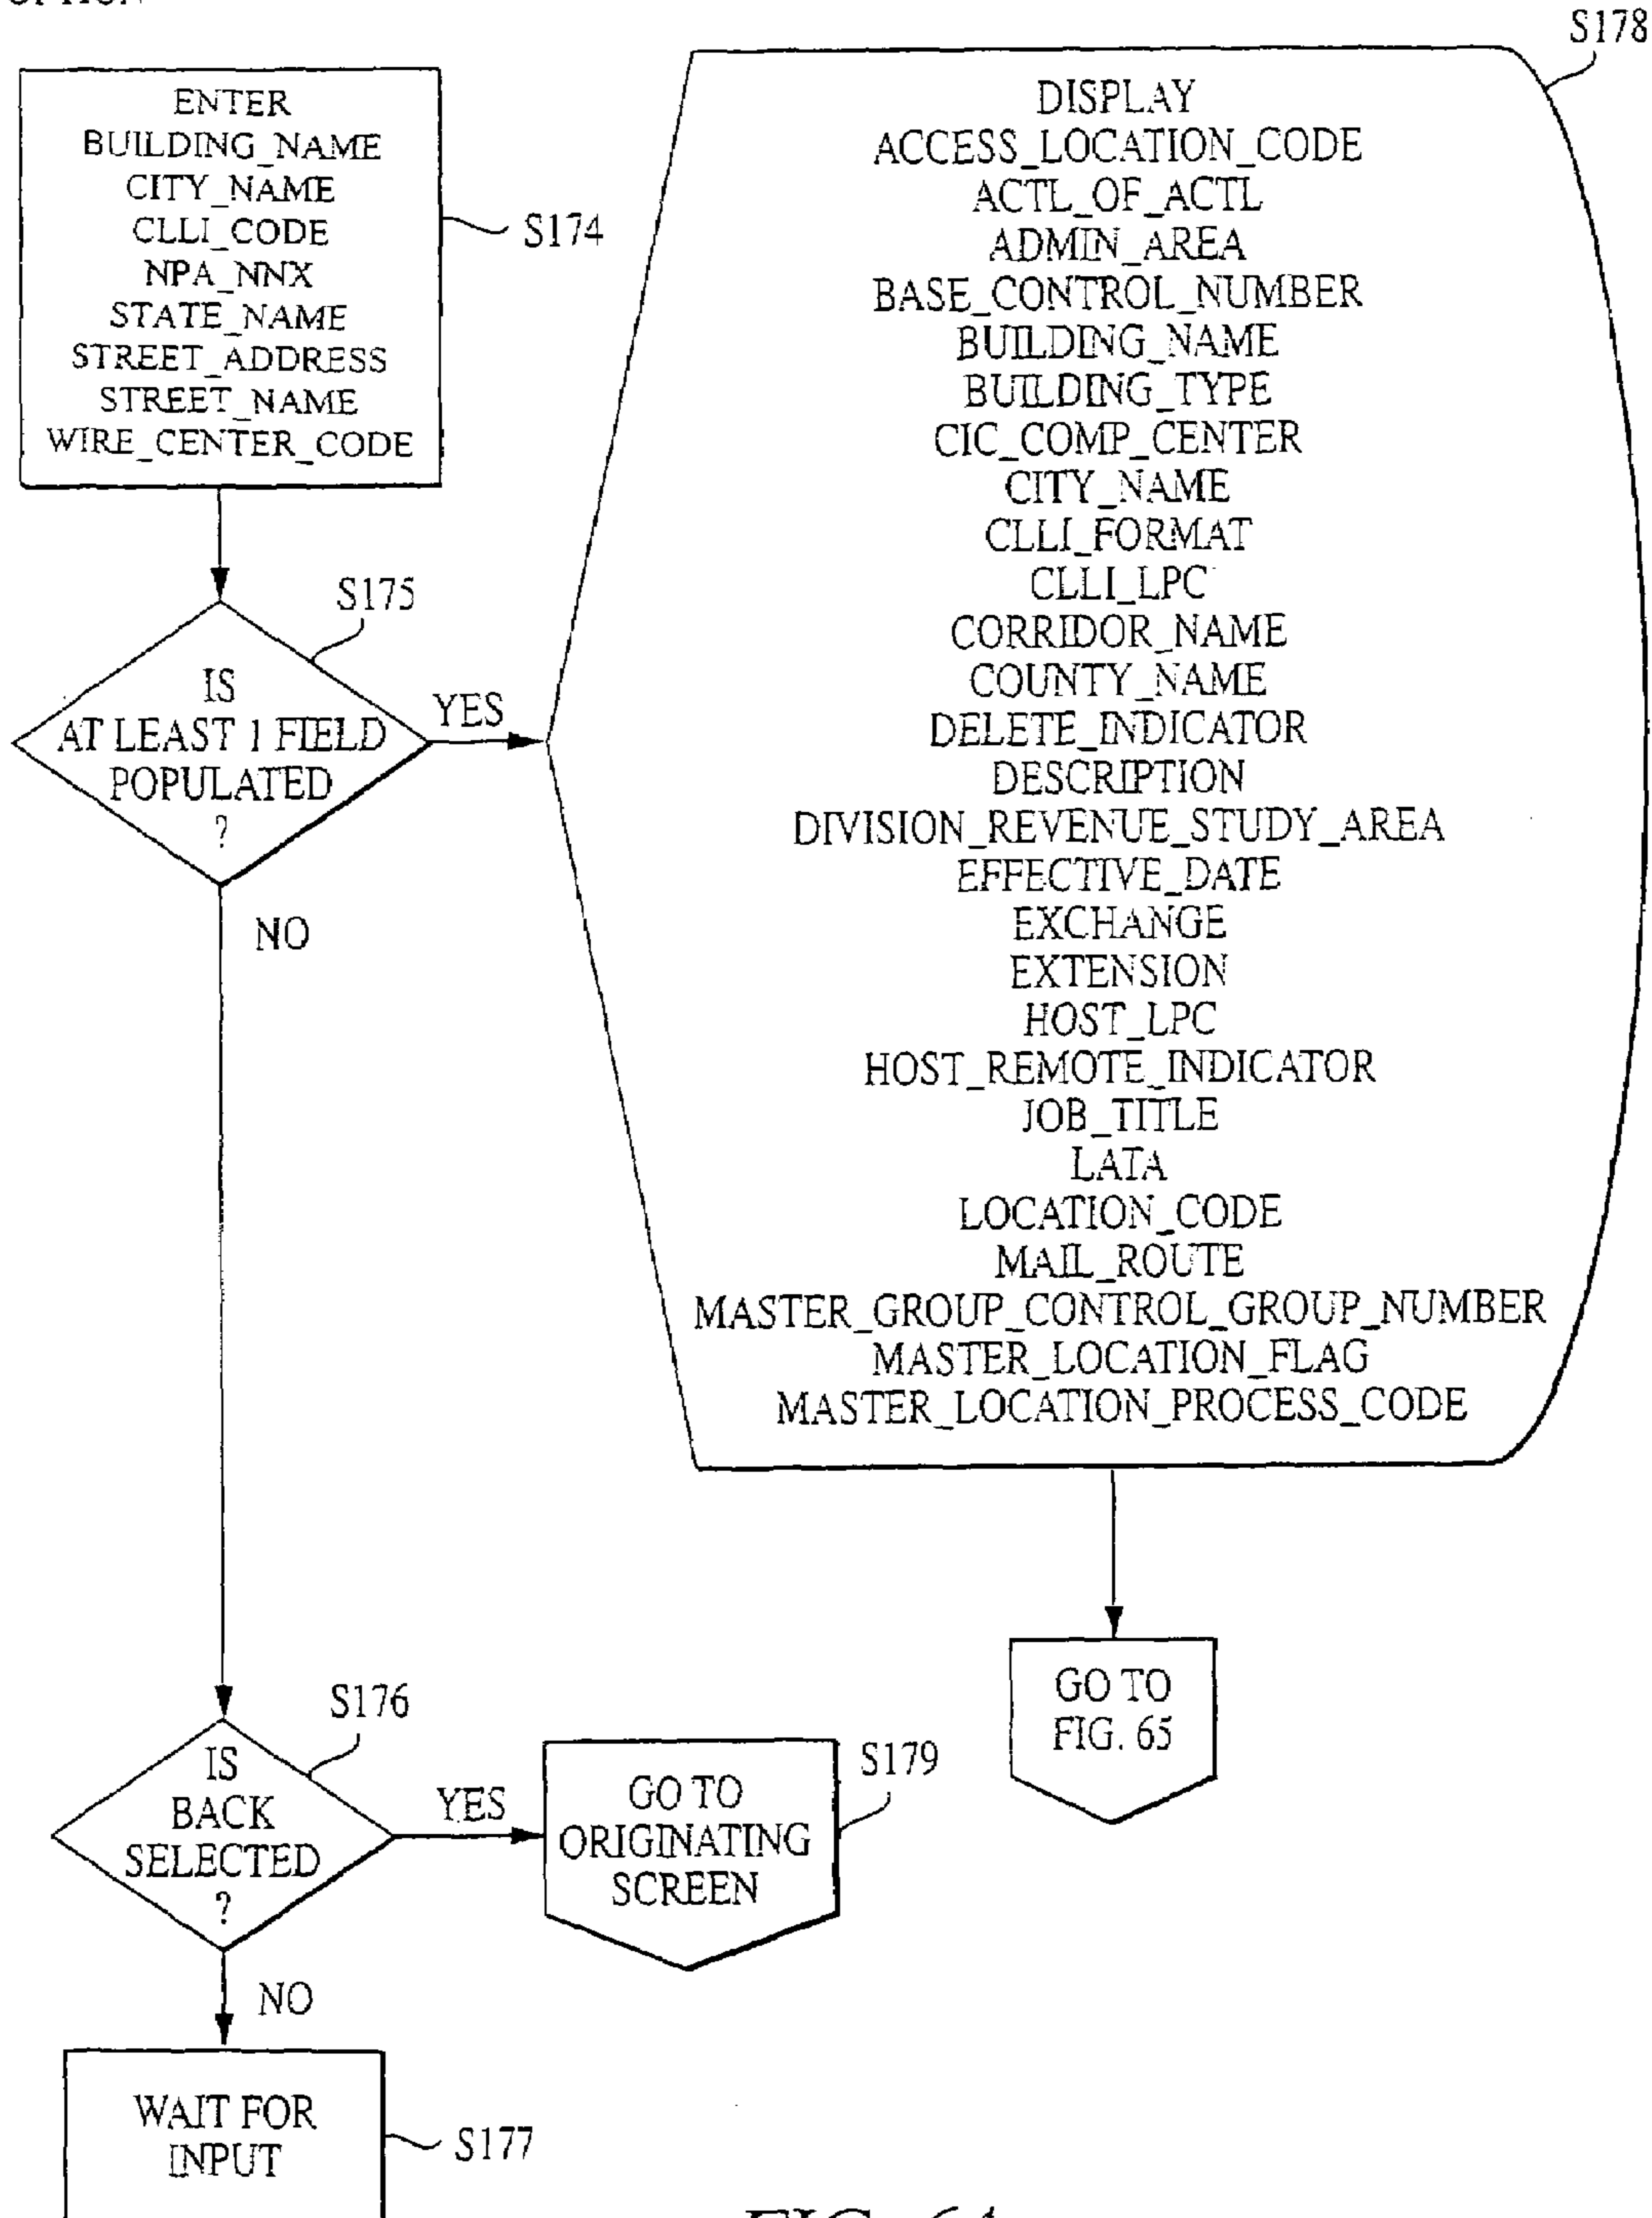 S178
ENTER
BUILDING_NAME
CITY_NAME
CLLI_CODE
NPA_NNX
STATE_NAME
STREET_ADDRESS
STREET_NAME
WIRE_CENTER_CODE
S174
DISPLAY
ACCESS_LOCATION_CODE
ACTL_OF_ACTL
ADMIN_AREA
BASE_CONTROL_NUMBER
BUILDING_NAME
BUILDING_TYPE
CIC_COMP_CENTER
CITY_NAME
CLLI_FORMAT
CLLI_LPC
CORRIDOR_NAME
COUNTY_NAME
DELETE_INDICATOR
DESCRIPTION
DIVISION_REVENUE_STUDY_AREA
EFFECTIVE_DATE
EXCHANGE
EXTENSION
HOST_LPC
HOST_REMOTE_INDICATOR
JOB_TITLE
LATA
LOCATION_CODE
MAIL_ROUTE
MASTER_GROUP_CONTROL_GROUP_NUMBER
MASTER_LOCATION_FLAG
MASTER_LOCATION_PROCESS_CODE
S175
IS
AT LEAST 1 FIELD
POPULATED
?
YES
NO
GO TO
FIG. 65
S176
IS
BACK
SELECTED
?
YES
GO TO
ORIGINATING
SCREEN
S179
NO
WAIT FOR
INPUT
S177